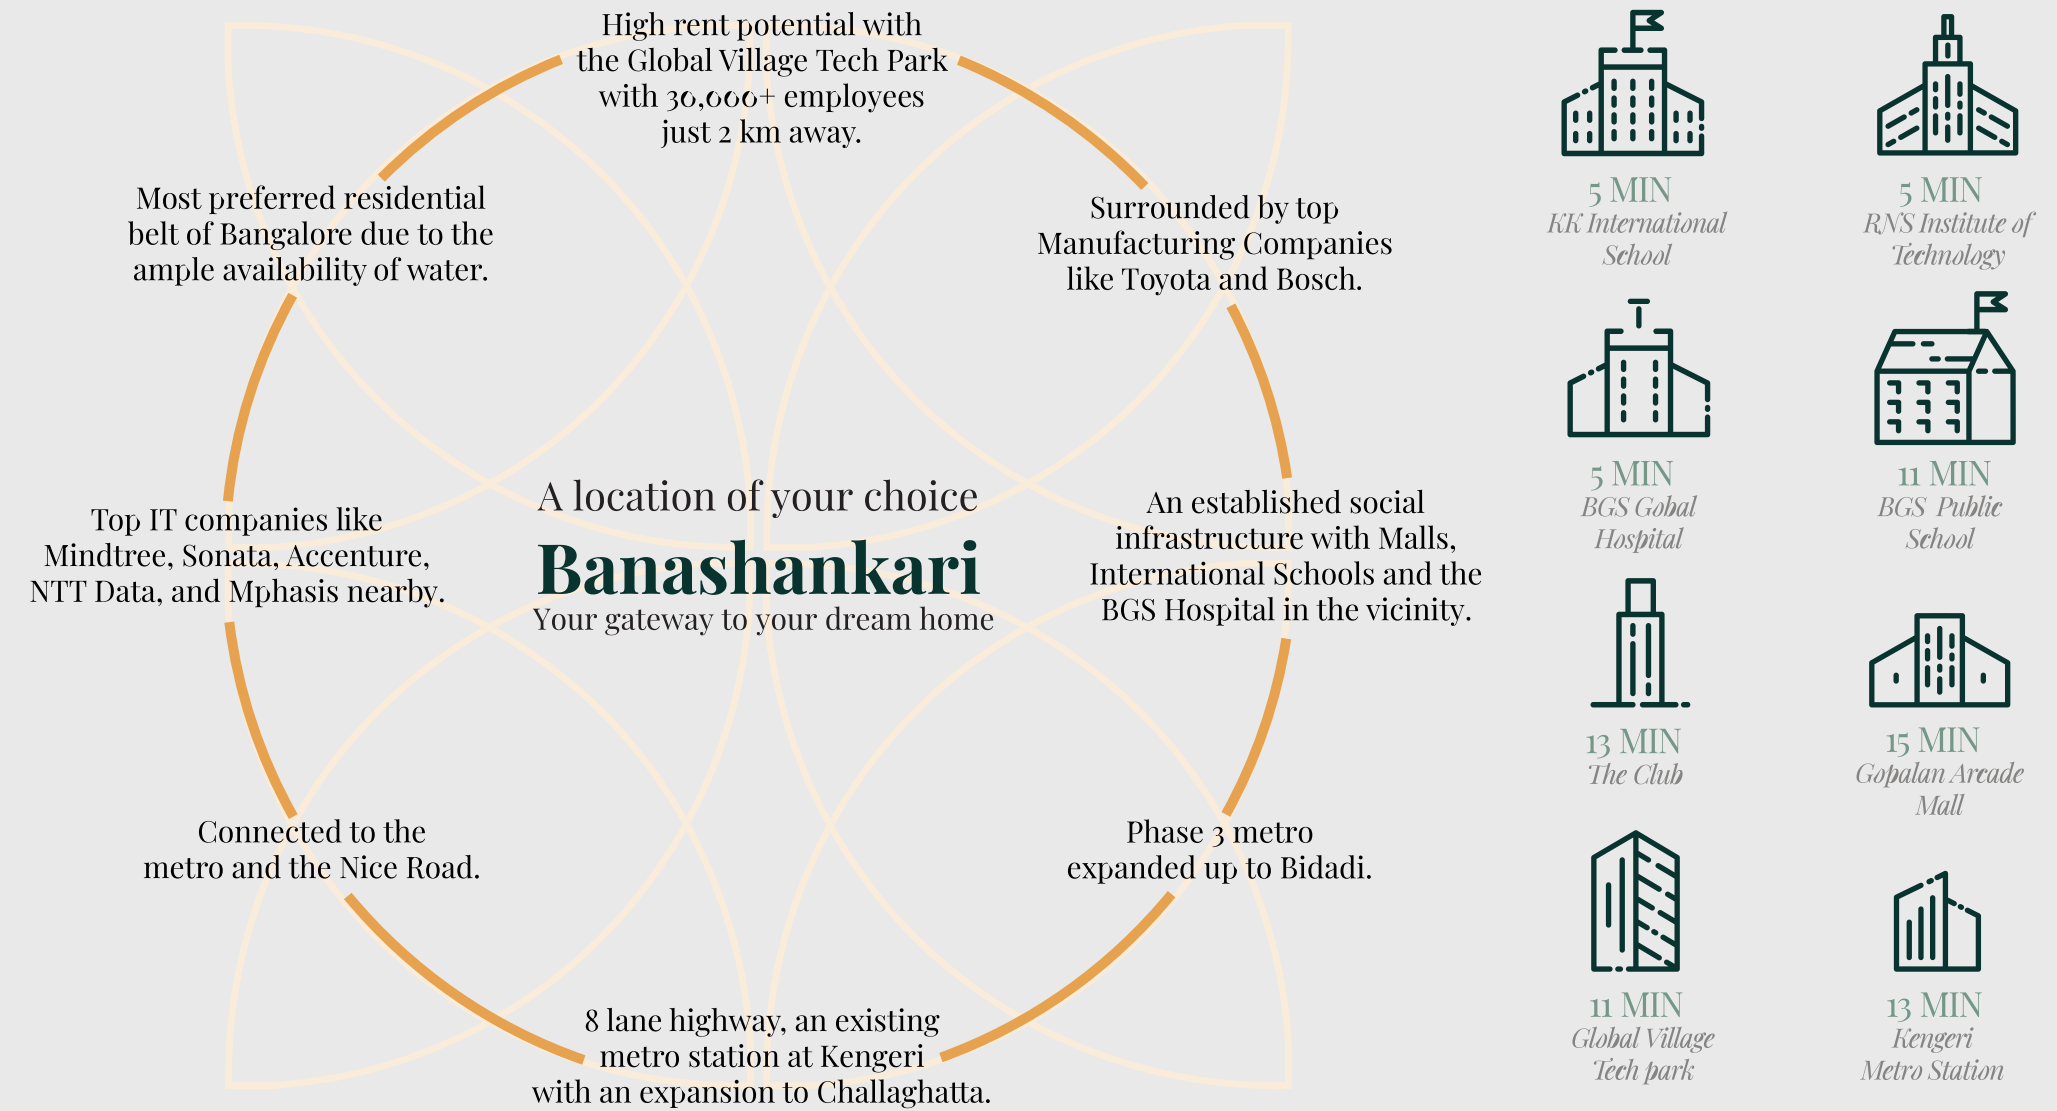 High rent potential with
the Global Village Tech Park
with 30,000+ employees
just 2 km away.
Most preferred residential
belt of Bangalore due to the
ample availability of water.
Surrounded by top
Manufacturing Companies
like Toyota and Bosch.
Top IT companies like
Mindtree, Sonata, Accenture,
NTT Data, and Mphasis nearby.
A location of your choice
Banashankari
Your gateway to your dream home
An established social
infrastructure with Malls,
International Schools and the
BGS Hospital in the vicinity.
Connected to the
metro and the Nice Road.
Phase 3 metro
expanded up to Bidadi.
8 lane highway, an existing
metro station at Kengeri
with an expansion to Challaghatta.
5 MIN
KK International
School
5 MIN
RNS Institute of
Technology
5 MIN
BGS Gobal
Hospital
11 MIN
BGS Public
School
13 MIN
The Club
15 MIN
Gopalan Arcade
Mall
11 MIN
Global Village
Tech park
13 MIN
Kengeri
Metro Station